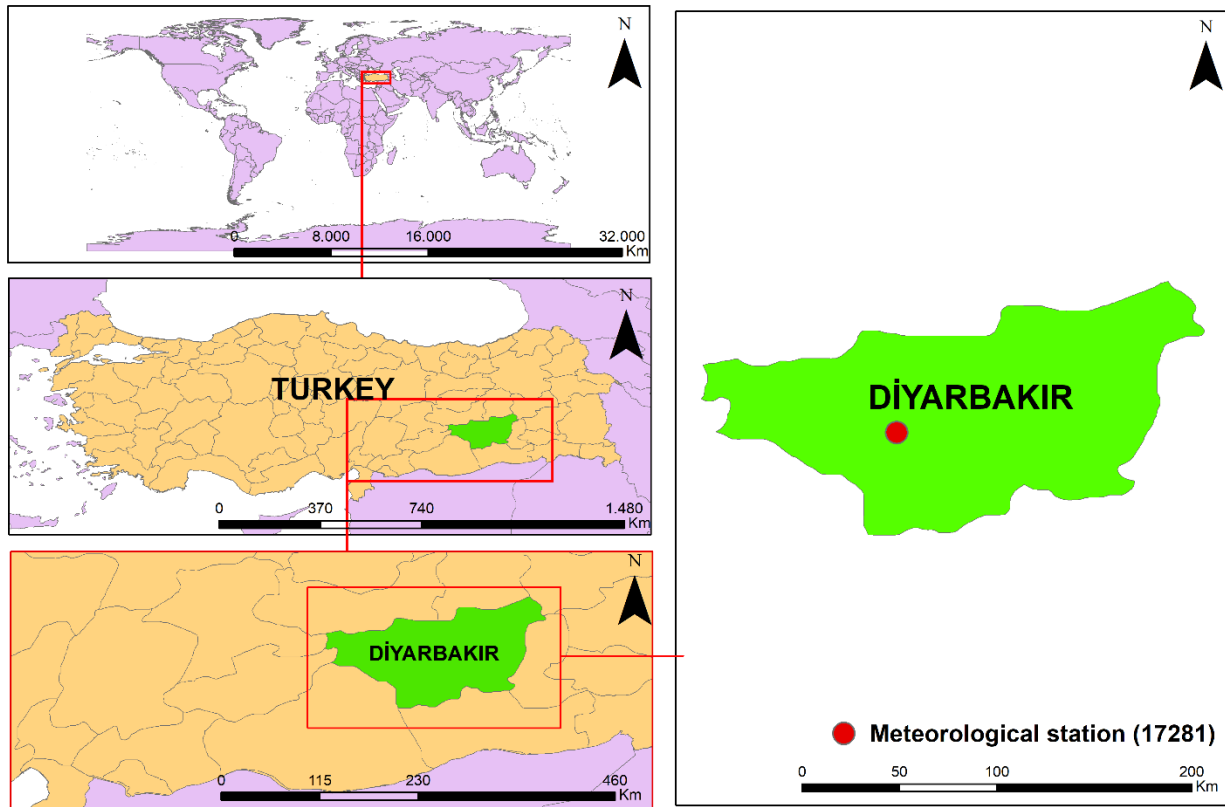 N
0 8.000 16.000 32.000
Km
N
TURKEY
0 370 740 1.480
Km
N
DİYARBAKIR
0 115 230 460
Km
N
DİYARBAKIR
Meteorological station (17281)
0 50 100 200
Km